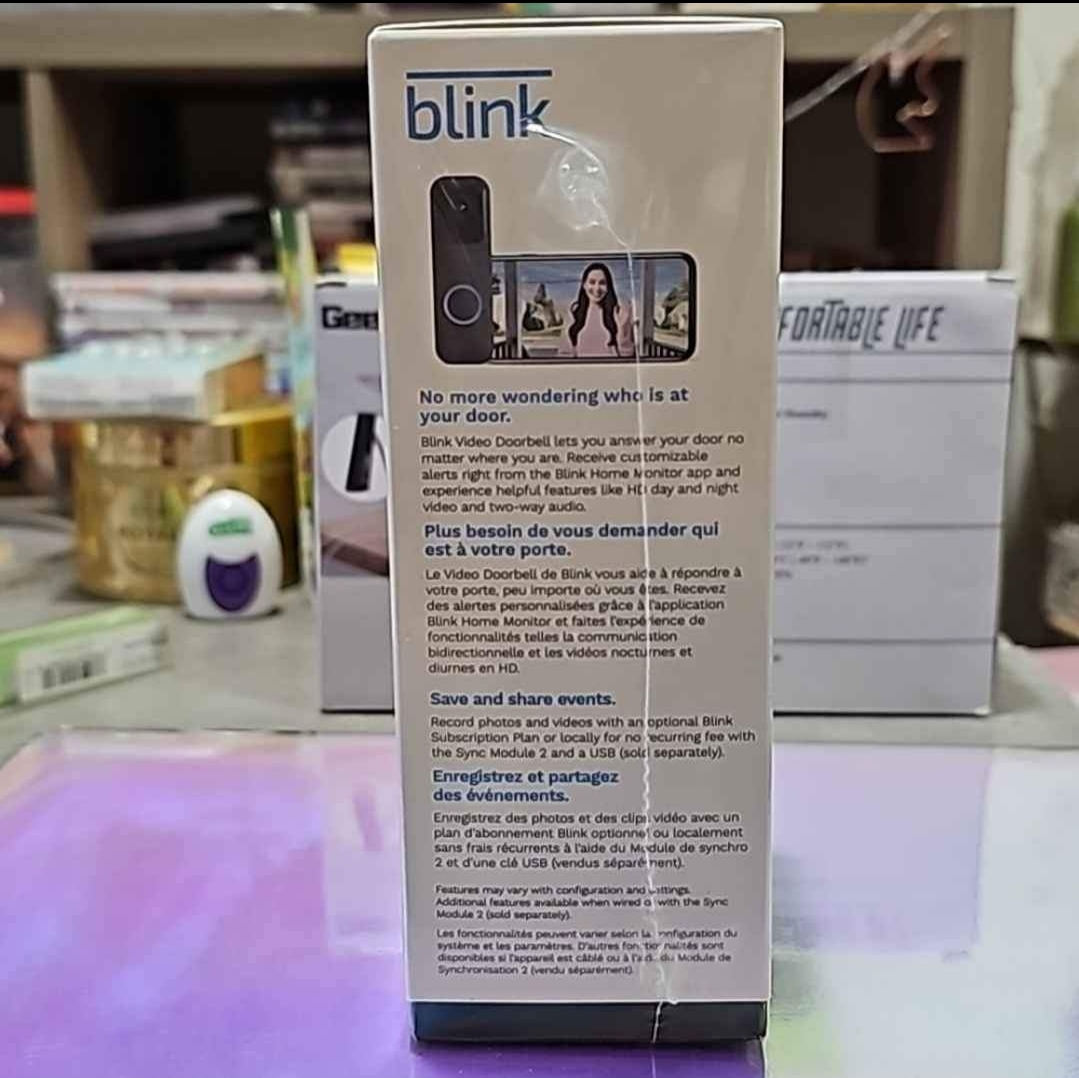 blink
No more wondering who is at
your door.
Blink Video Doorbell lets you answer your door no
matter where you are. Receive customizable
alerts right from the Blink Home Monitor app and
experience helpful features like HD day and night
video and two-way audio.
Plus besoin de vous demander qui
est à votre porte.
Le Video Doorbell de Blink vous aide à répondre à
votre porte, peu importe où vous êtes. Recevez
des alertes personnalisées grâce à l'application
Blink Home Monitor et faites l'expérience de
fonctionnalités telles la communication
bidirectionnelle et les vidéos nocturnes et
diurnes en HD.
Save and share events.
Record photos and videos with an optional Blink
Subscription Plan or locally for no recurring fee with
the Sync Module 2 and a USB (sold separately).
Enregistrez et partagez
des événements.
Enregistrez des photos et des clips vidéo avec un
plan d'abonnement Blink optionnel ou localement
sans frais récurrents à l'aide du Module de synchro
2 et d'une clé USB (vendus séparément).
Features may vary with configuration and settings.
Additional features available when wired or with the Sync
Module 2 (sold separately).
Les fonctionnalités peuvent varier selon la configuration du
système et les paramètres. D'autres fonctionnalités sont
disponibles si l'appareil est câblé ou à l'aide du Module de
Synchronisation 2 (vendu séparément).
Gee
FORTABLE LIFE